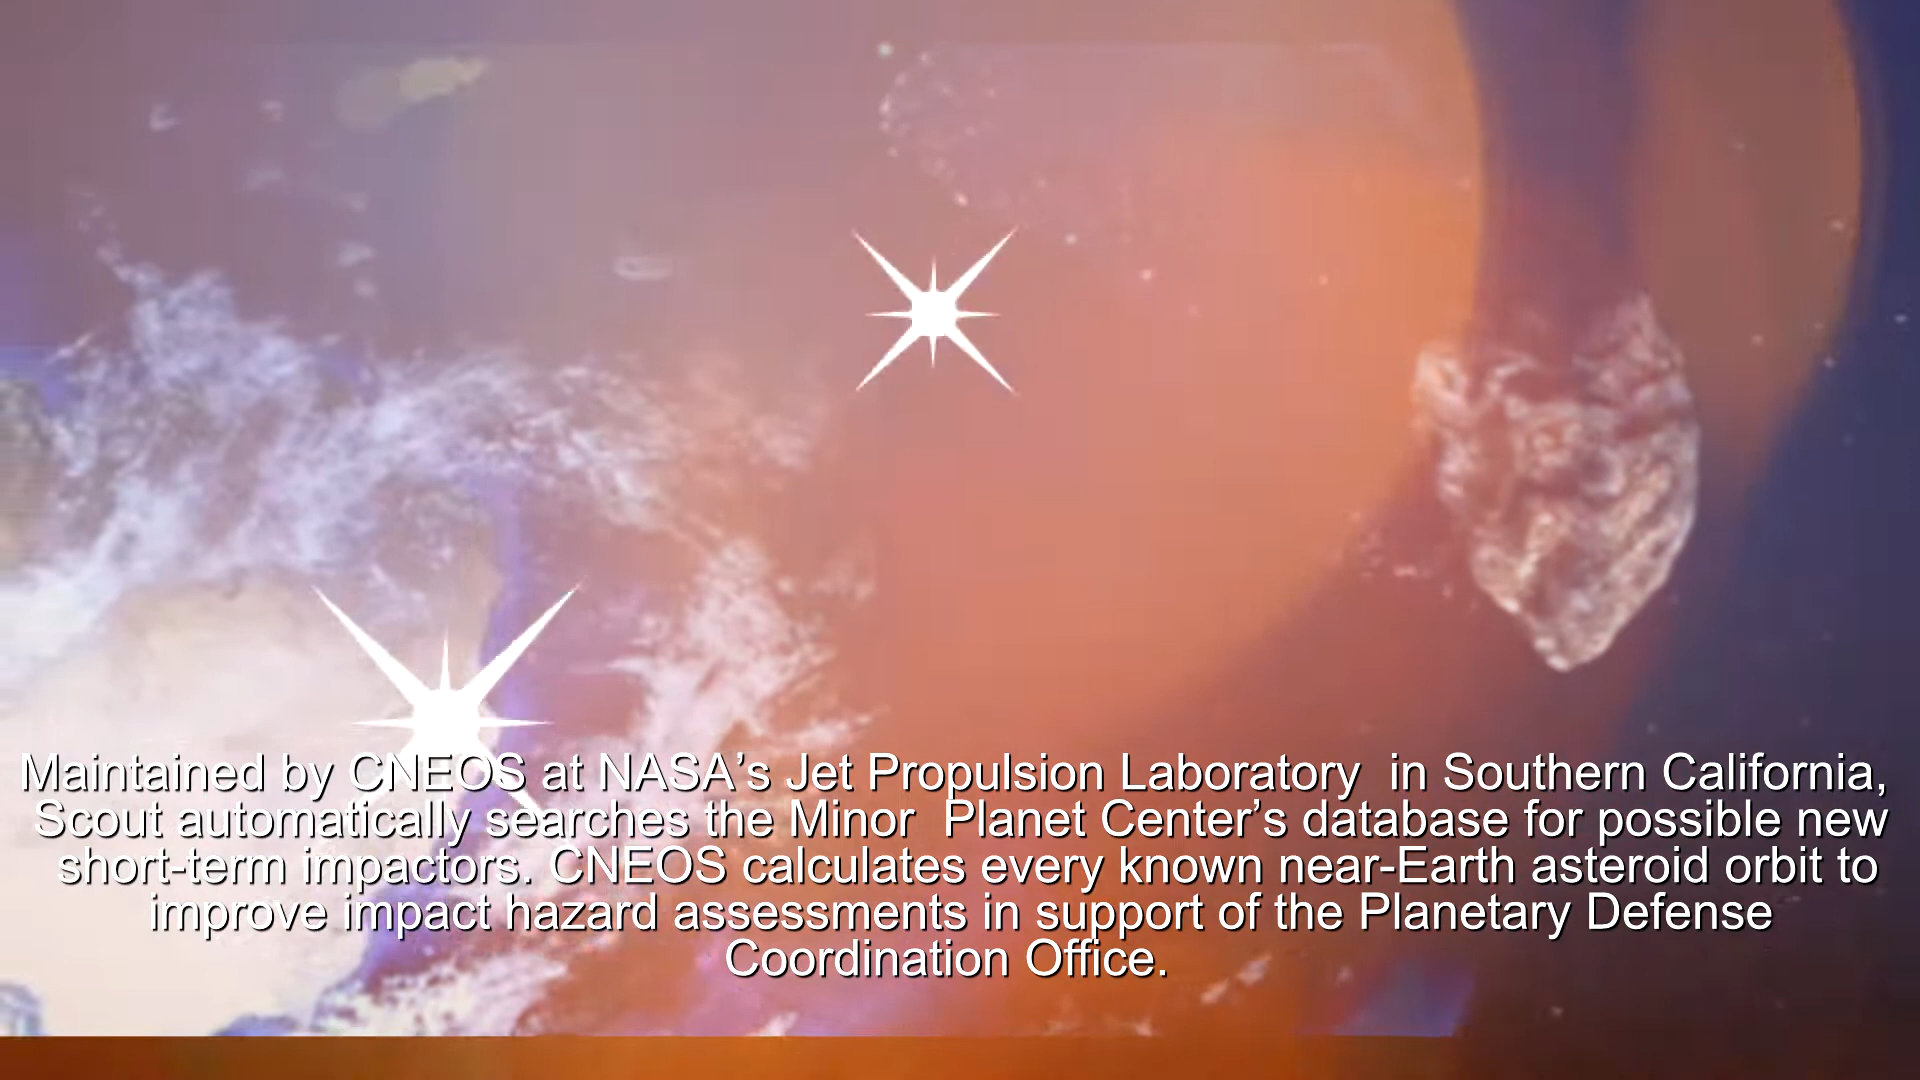 Maintained by CNEOS at NASA’s Jet Propulsion Laboratory  in Southern California,
Scout automatically searches the Minor  Planet Center’s database for possible new
short-term impactors. CNEOS calculates every known near-Earth asteroid orbit to
improve impact hazard assessments in support of the Planetary Defense
Coordination Office.